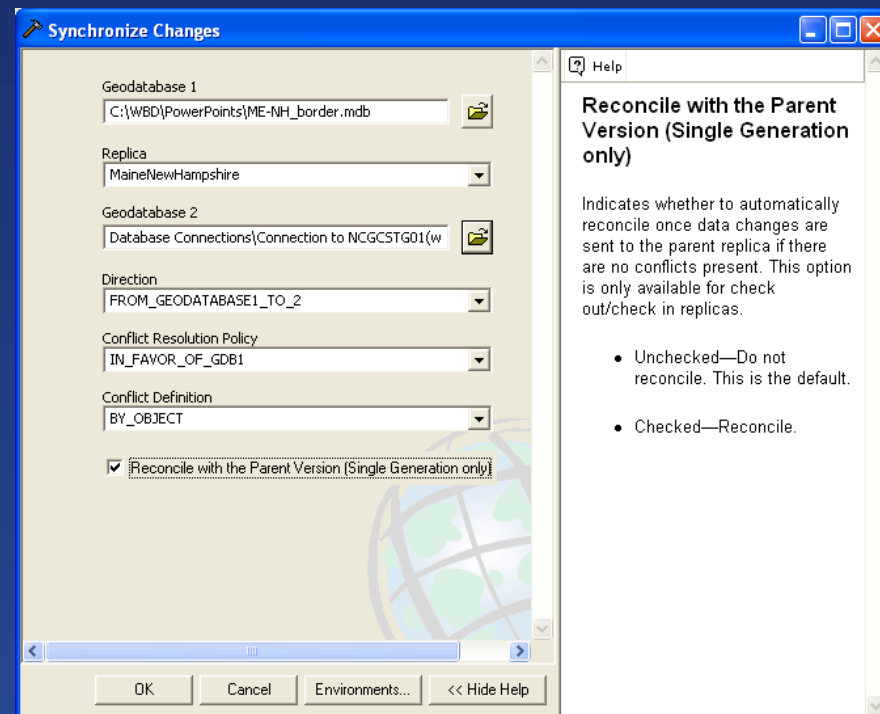 Synchronize Changes
Geodatabase 1
C:\WBD\PowerPoints\ME-NH_border.mdb
Replica
MaineNewHampshire
Geodatabase 2
Database Connections\Connection to NCGCSTG01(w
Direction
FROM_GEODATABASE1_TO_2
Conflict Resolution Policy
IN_FAVOR_OF_GDB1
Conflict Definition
BY_OBJECT
Reconcile with the Parent Version (Single Generation only)
OK
Cancel
Environments...
<< Hide Help
Help
Reconcile with the Parent
Version (Single Generation
only)
Indicates whether to automatically
reconcile once data changes are
sent to the parent replica if there
are no conflicts present. This option
is only available for check
out/check in replicas.
• Unchecked—Do not
reconcile. This is the default.
• Checked—Reconcile.